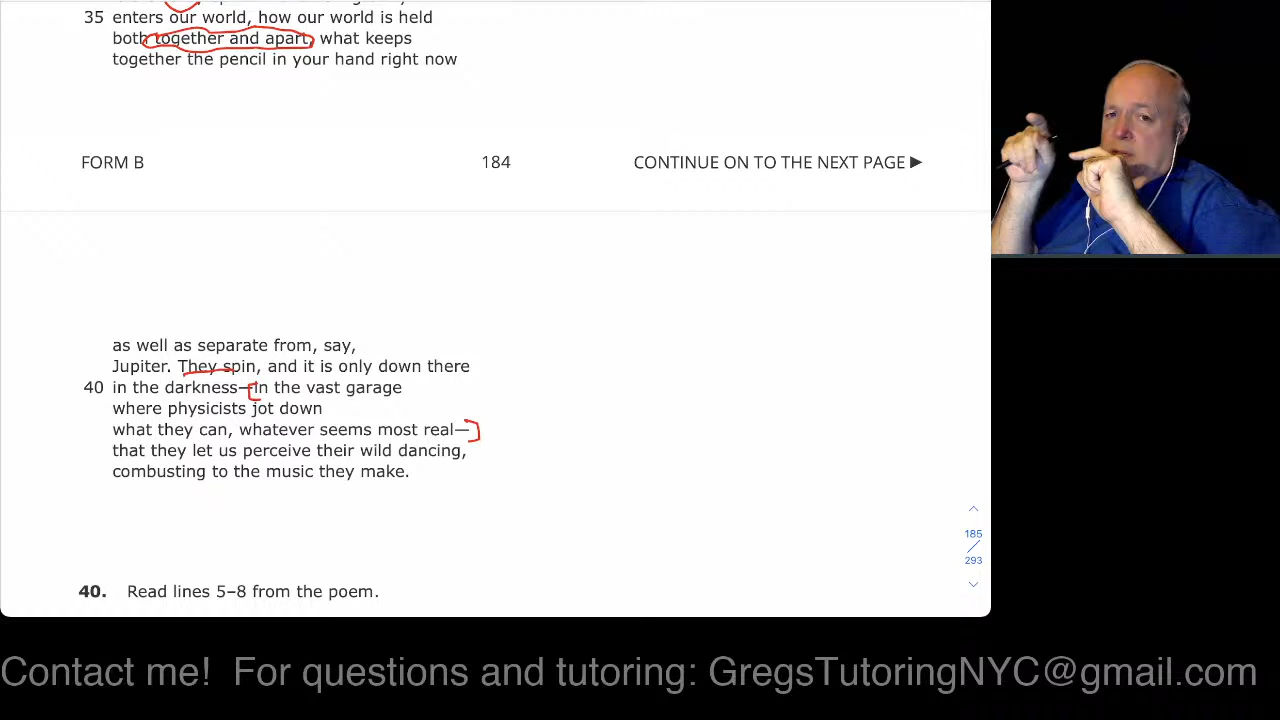 35 enters our world, how our world is held
both together and apart, what keeps
together the pencil in your hand right now
FORM B 184 CONTINUE ON TO THE NEXT PAGE
as well as separate from, say,
Jupiter. They spin, and it is only down there
40 in the darkness—in the vast garage
where physicists jot down
what they can, whatever seems most real—
that they let us perceive their wild dancing,
combusting to the music they make.
185
293
40. Read lines 5–8 from the poem.
Contact me! For questions and tutoring: GregsTutoringNYC@gmail.com